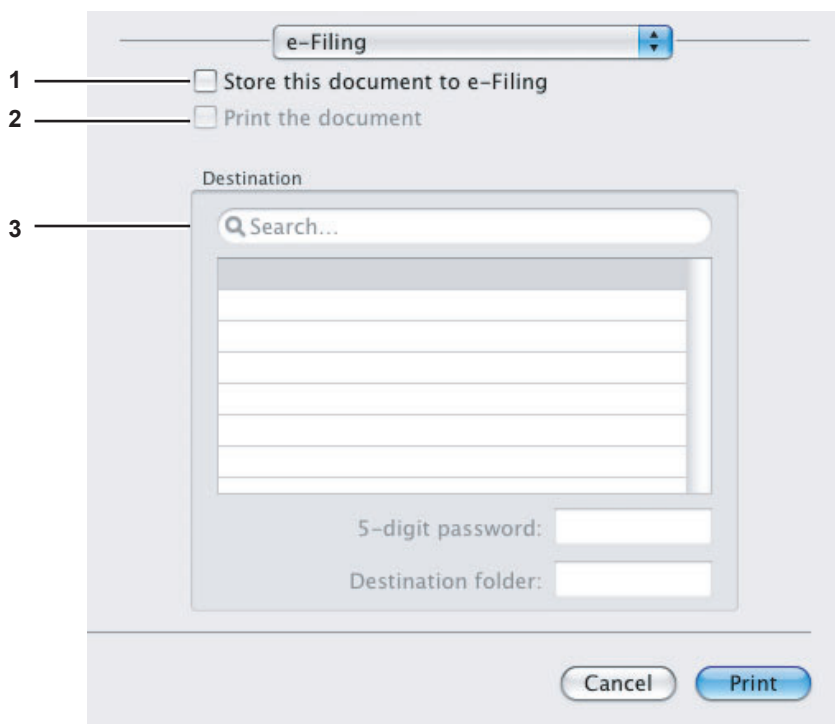 e-Filing
1 Store this document to e-Filing
2 Print the document
Destination
3 Search...
5-digit password:
Destination folder:
Cancel Print